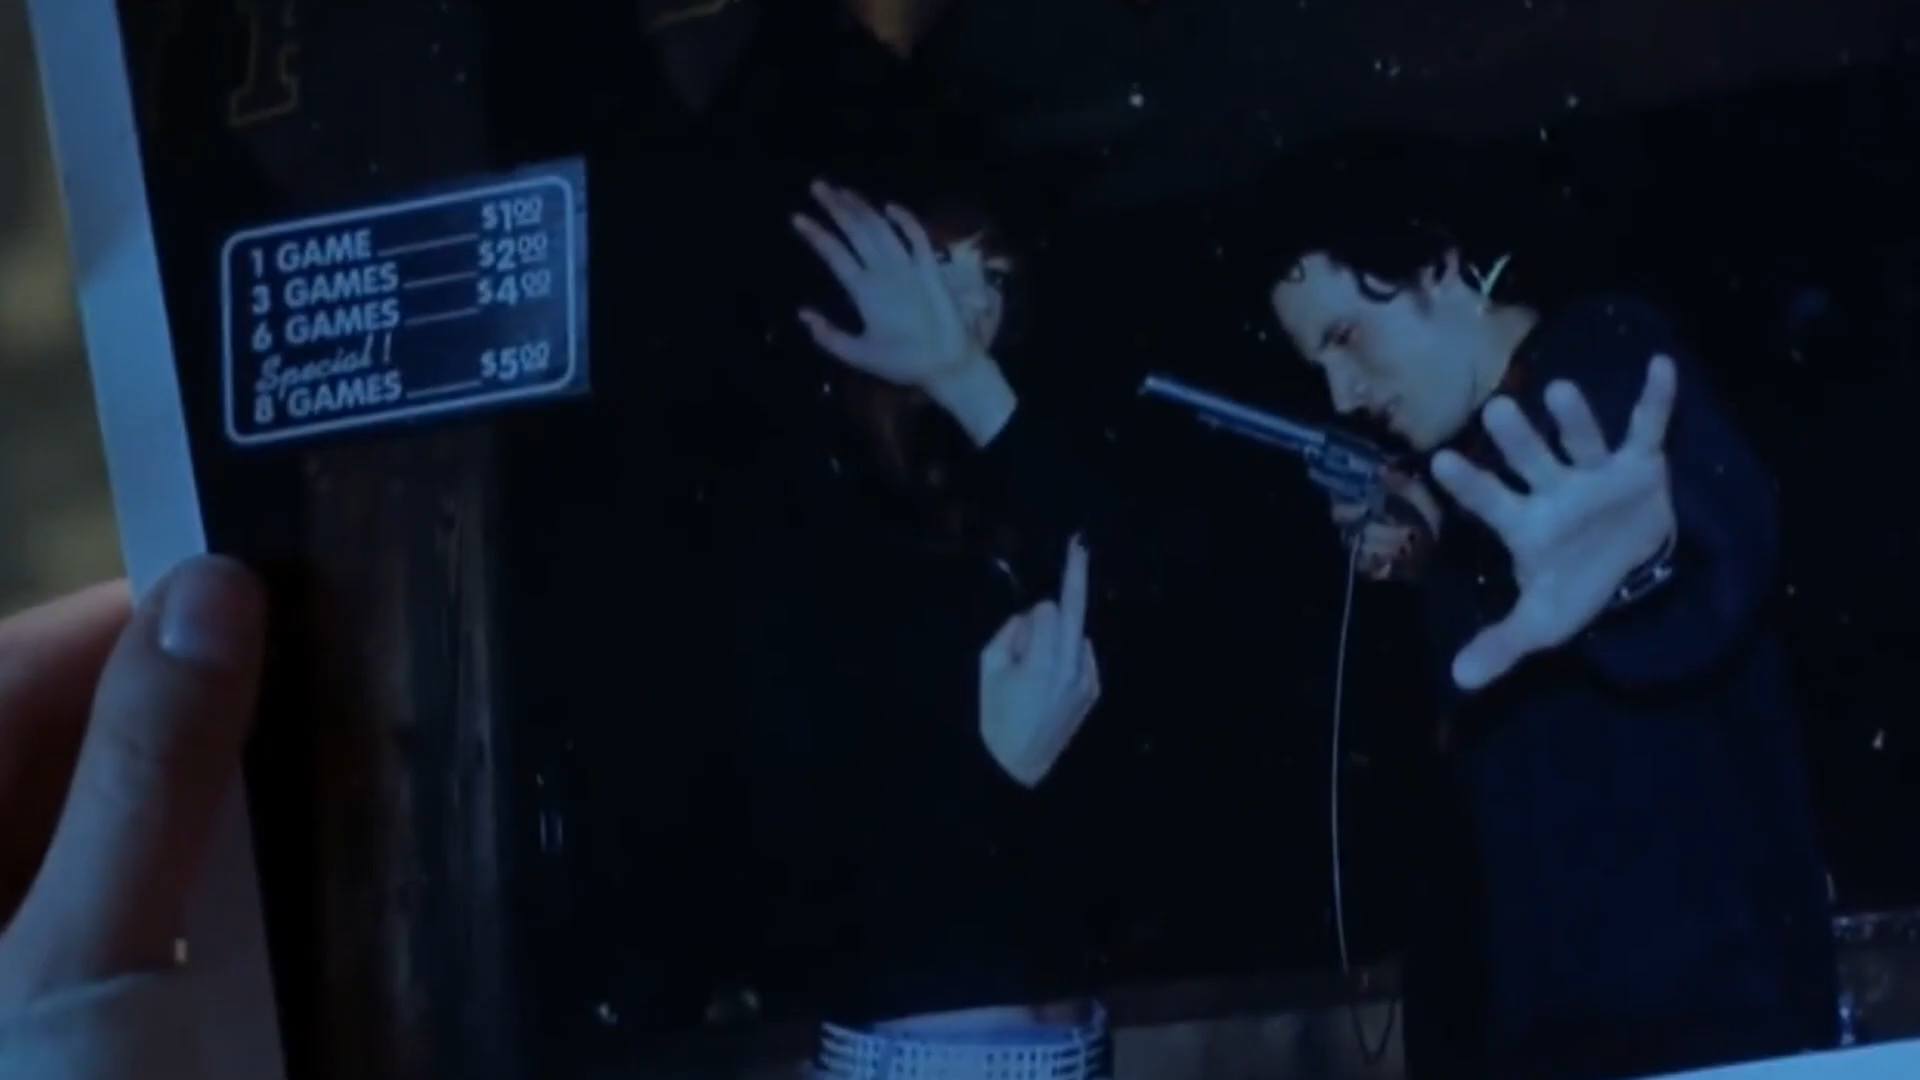 1 GAME $1.00
3 GAMES $2.00
6 GAMES $4.00
Special!
8 GAMES $5.00